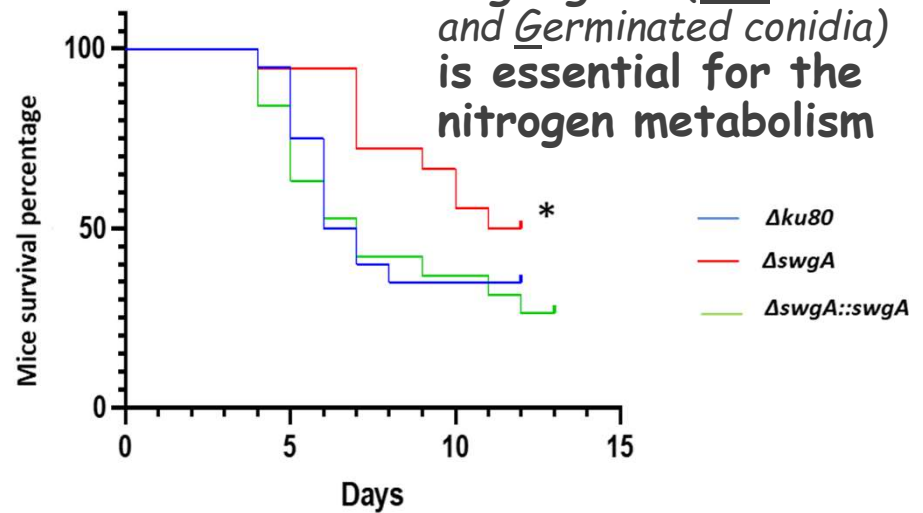 and Germinated conidia)
is essential for the
nitrogen metabolism
100
50
0
Mice survival percentage
*
Δku80
ΔswgA
ΔswgA::swgA
0 5 10 15
Days